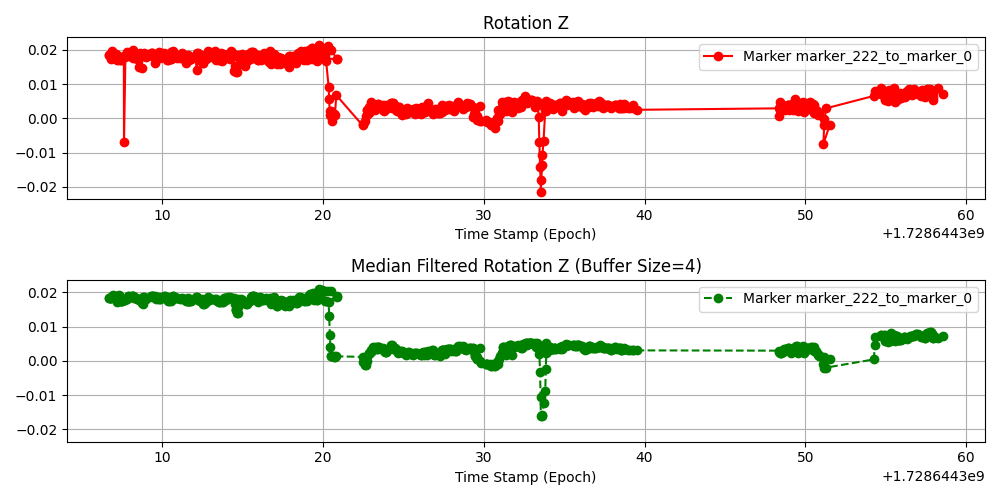 Rotation Z
0.02
0.01
0.00
−0.01
−0.02
Marker marker_222_to_marker_0
10 20 30 40 50 60
Time Stamp (Epoch)
+1.7286443e9
Median Filtered Rotation Z (Buffer Size=4)
0.02
0.01
0.00
−0.01
−0.02
Marker marker_222_to_marker_0
10 20 30 40 50 60
Time Stamp (Epoch)
+1.7286443e9